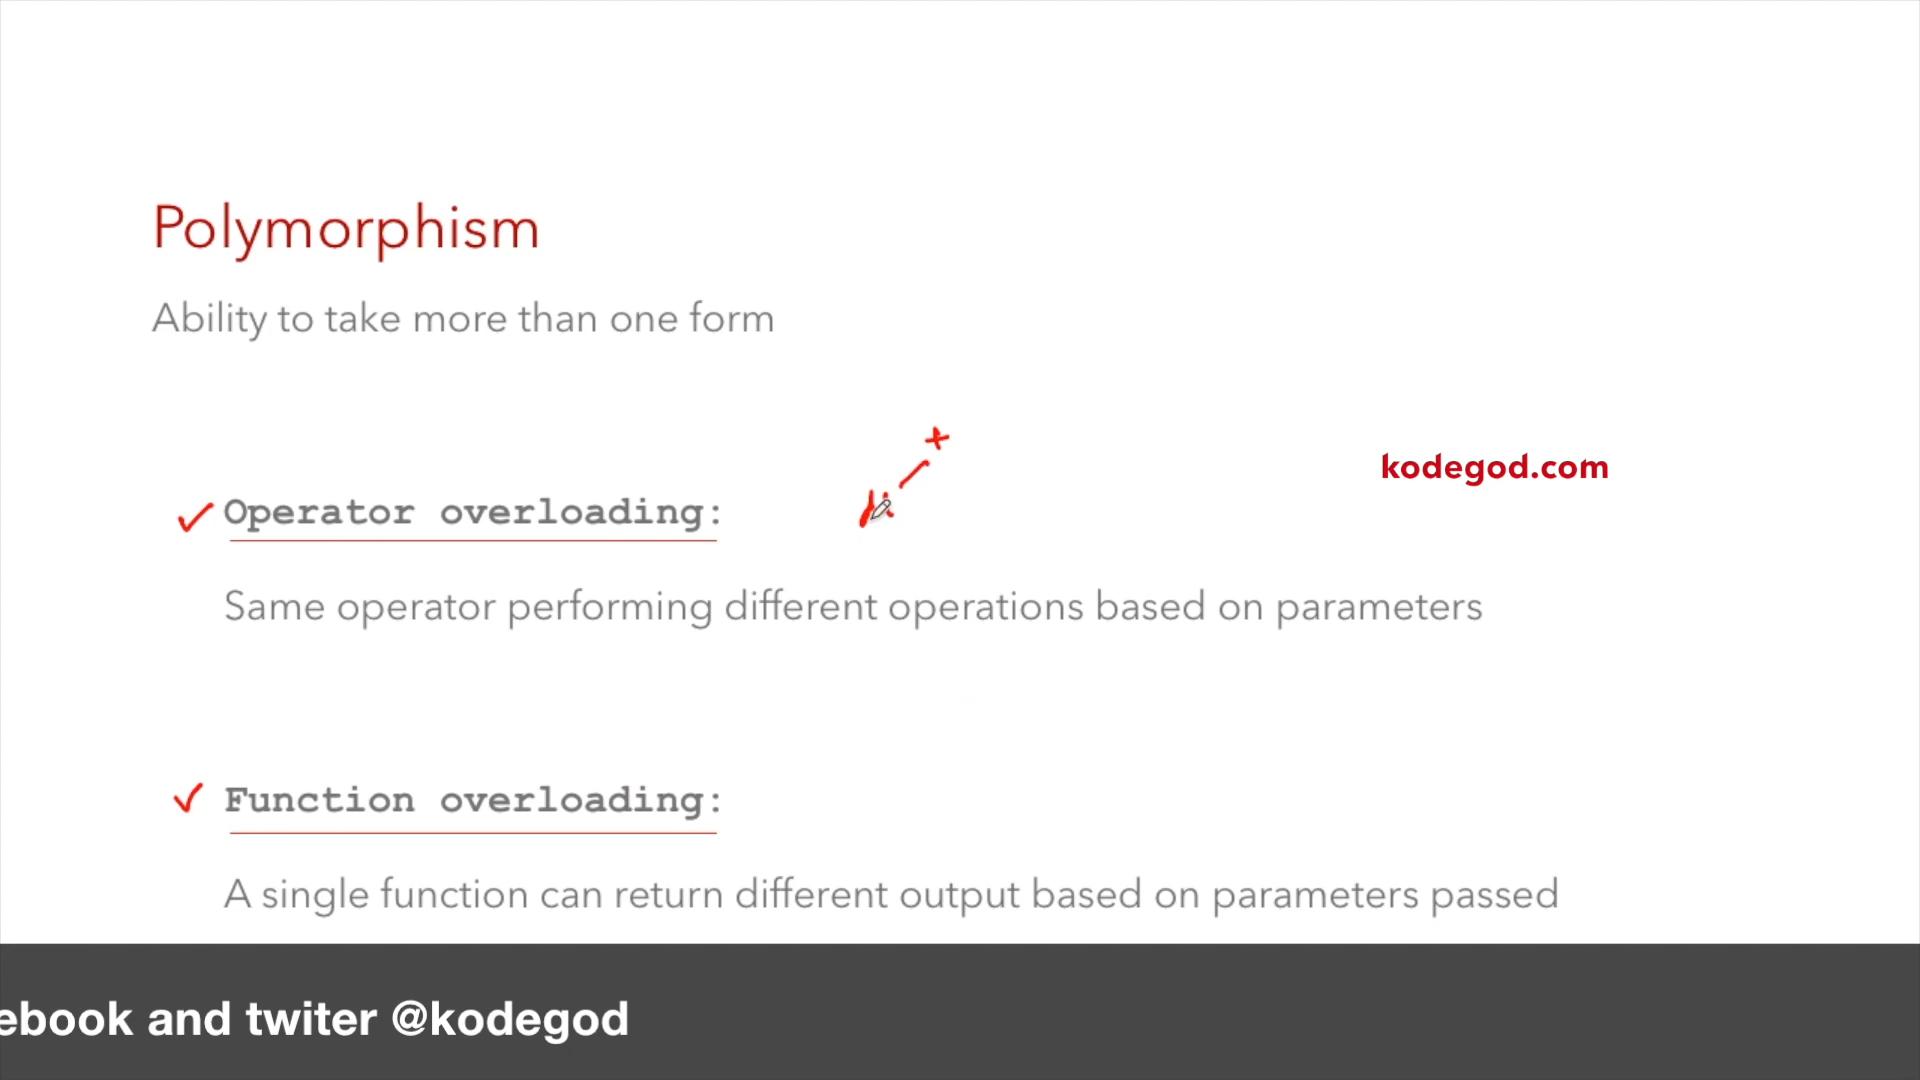 Polymorphism
Ability to take more than one form
+
kodegod.com
Operator overloading:
Same operator performing different operations based on parameters
Function overloading:
A single function can return different output based on parameters passed
ebook and twiter @kodegod